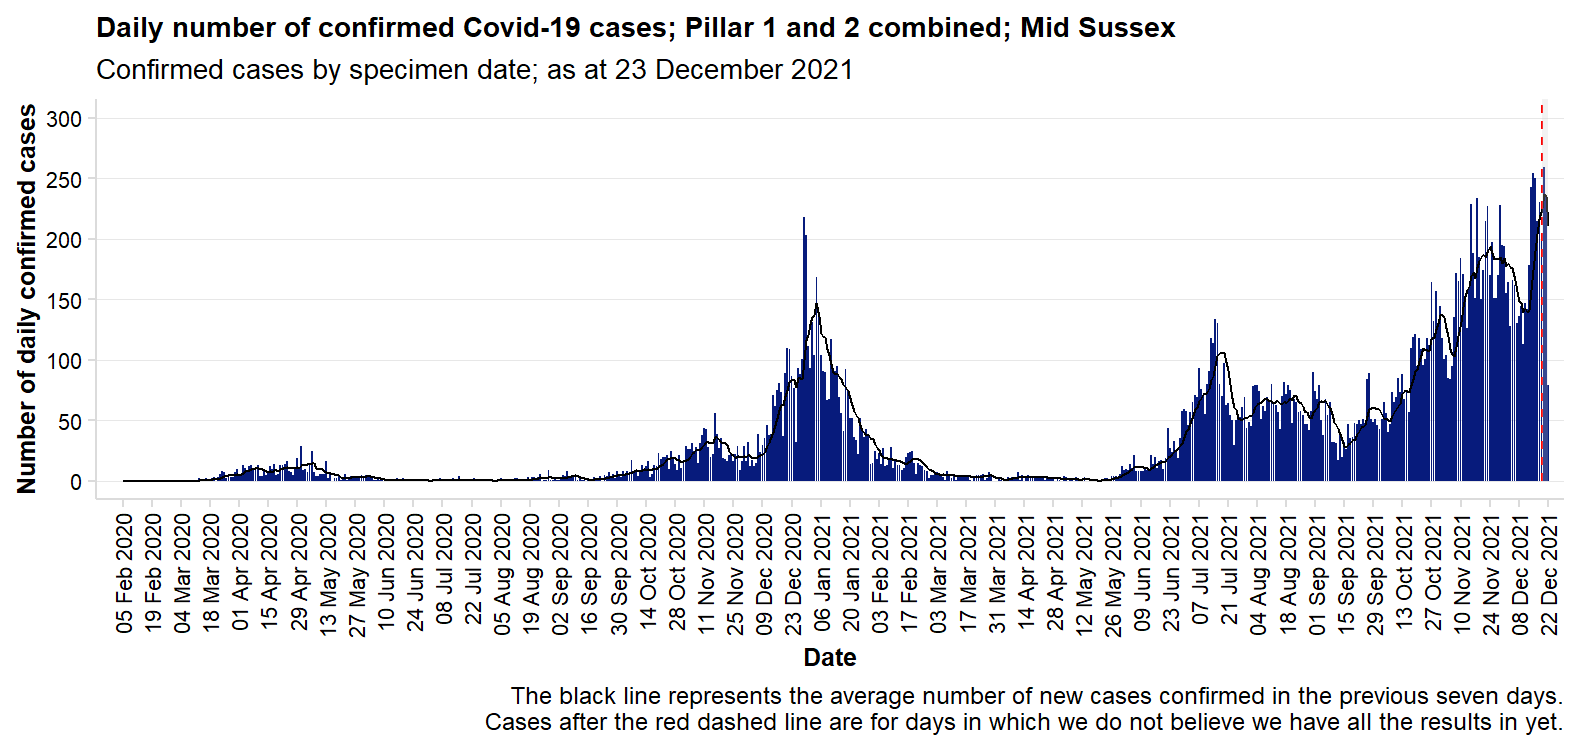 Daily number of confirmed Covid-19 cases; Pillar 1 and 2 combined; Mid Sussex
Confirmed cases by specimen date; as at 23 December 2021
Number of daily confirmed cases
300
250
200
150
100
50
0
05 Feb 2020
19 Feb 2020
04 Mar 2020
18 Mar 2020
01 Apr 2020
15 Apr 2020
29 Apr 2020
13 May 2020
27 May 2020
10 Jun 2020
24 Jun 2020
08 Jul 2020
22 Jul 2020
05 Aug 2020
19 Aug 2020
02 Sep 2020
16 Sep 2020
30 Sep 2020
14 Oct 2020
28 Oct 2020
11 Nov 2020
25 Nov 2020
09 Dec 2020
23 Dec 2020
06 Jan 2021
20 Jan 2021
03 Feb 2021
17 Feb 2021
03 Mar 2021
17 Mar 2021
31 Mar 2021
14 Apr 2021
28 Apr 2021
12 May 2021
26 May 2021
09 Jun 2021
23 Jun 2021
07 Jul 2021
21 Jul 2021
04 Aug 2021
18 Aug 2021
01 Sep 2021
15 Sep 2021
29 Sep 2021
13 Oct 2021
27 Oct 2021
10 Nov 2021
24 Nov 2021
08 Dec 2021
22 Dec 2021
Date
The black line represents the average number of new cases confirmed in the previous seven days.
Cases after the red dashed line are for days in which we do not believe we have all the results in yet.